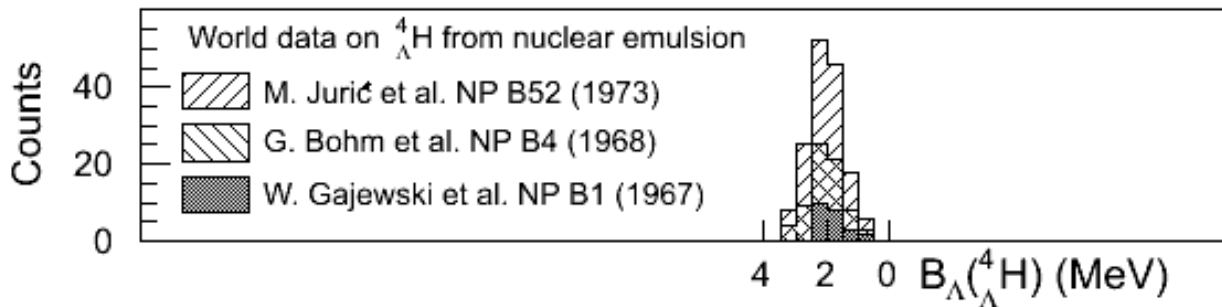 World data on ⁴ΛH from nuclear emulsion
M. Jurić et al. NP B52 (1973)
G. Bohm et al. NP B4 (1968)
W. Gajewski et al. NP B1 (1967)
Counts
40
20
0
4 2 0 BΛ(⁴ΛH) (MeV)